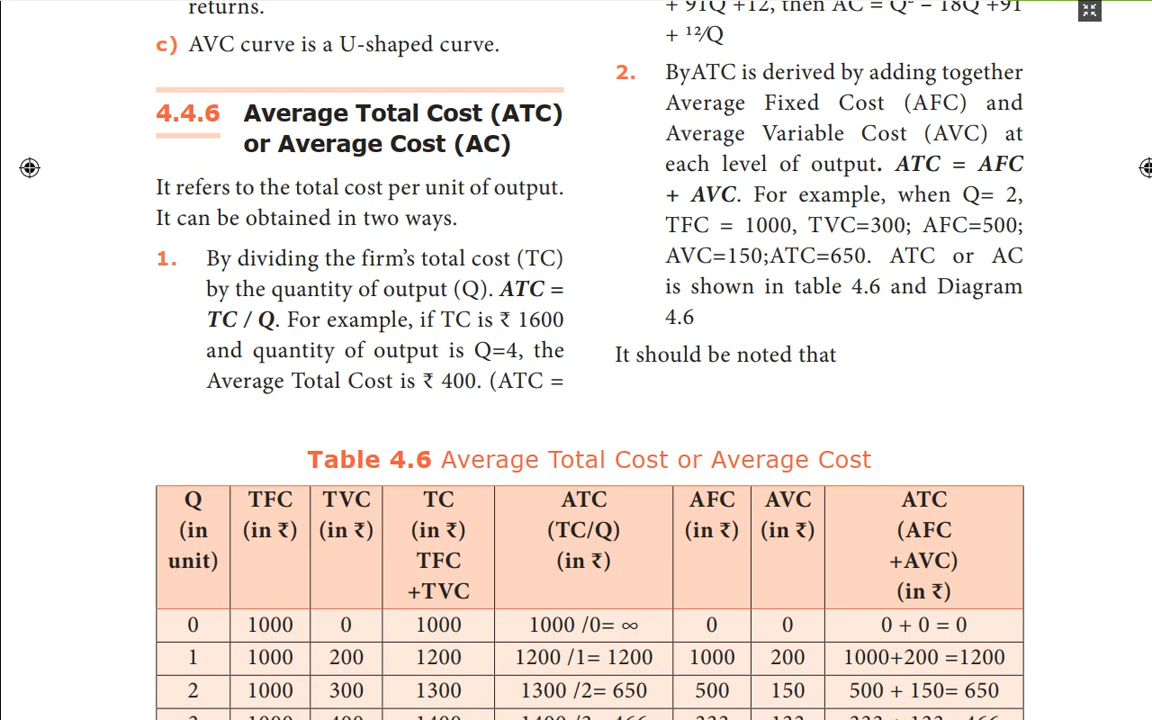 returns.
c) AVC curve is a U-shaped curve.
4.4.6 Average Total Cost (ATC)
or Average Cost (AC)
It refers to the total cost per unit of output.
It can be obtained in two ways.
1. By dividing the firm's total cost (TC)
by the quantity of output (Q). ATC =
TC / Q. For example, if TC is ₹ 1600
and quantity of output is Q=4, the
Average Total Cost is ₹ 400. (ATC =
+ 91Q +12, then AC = Q² – 18Q +91
+ ¹²/Q
2. ByATC is derived by adding together
Average Fixed Cost (AFC) and
Average Variable Cost (AVC) at
each level of output. ATC = AFC
+ AVC. For example, when Q= 2,
TFC = 1000, TVC=300; AFC=500;
AVC=150;ATC=650. ATC or AC
is shown in table 4.6 and Diagram
4.6
It should be noted that
Table 4.6 Average Total Cost or Average Cost
Q (in unit) TFC (in ₹) TVC (in ₹) TC (in ₹) TFC +TVC ATC (TC/Q) (in ₹) AFC (in ₹) AVC (in ₹) ATC (AFC +AVC) (in ₹)
0 1000 0 1000 1000 /0= ∞ 0 0 0 + 0 = 0
1 1000 200 1200 1200 /1= 1200 1000 200 1000+200 =1200
2 1000 300 1300 1300 /2= 650 500 150 500 + 150= 650